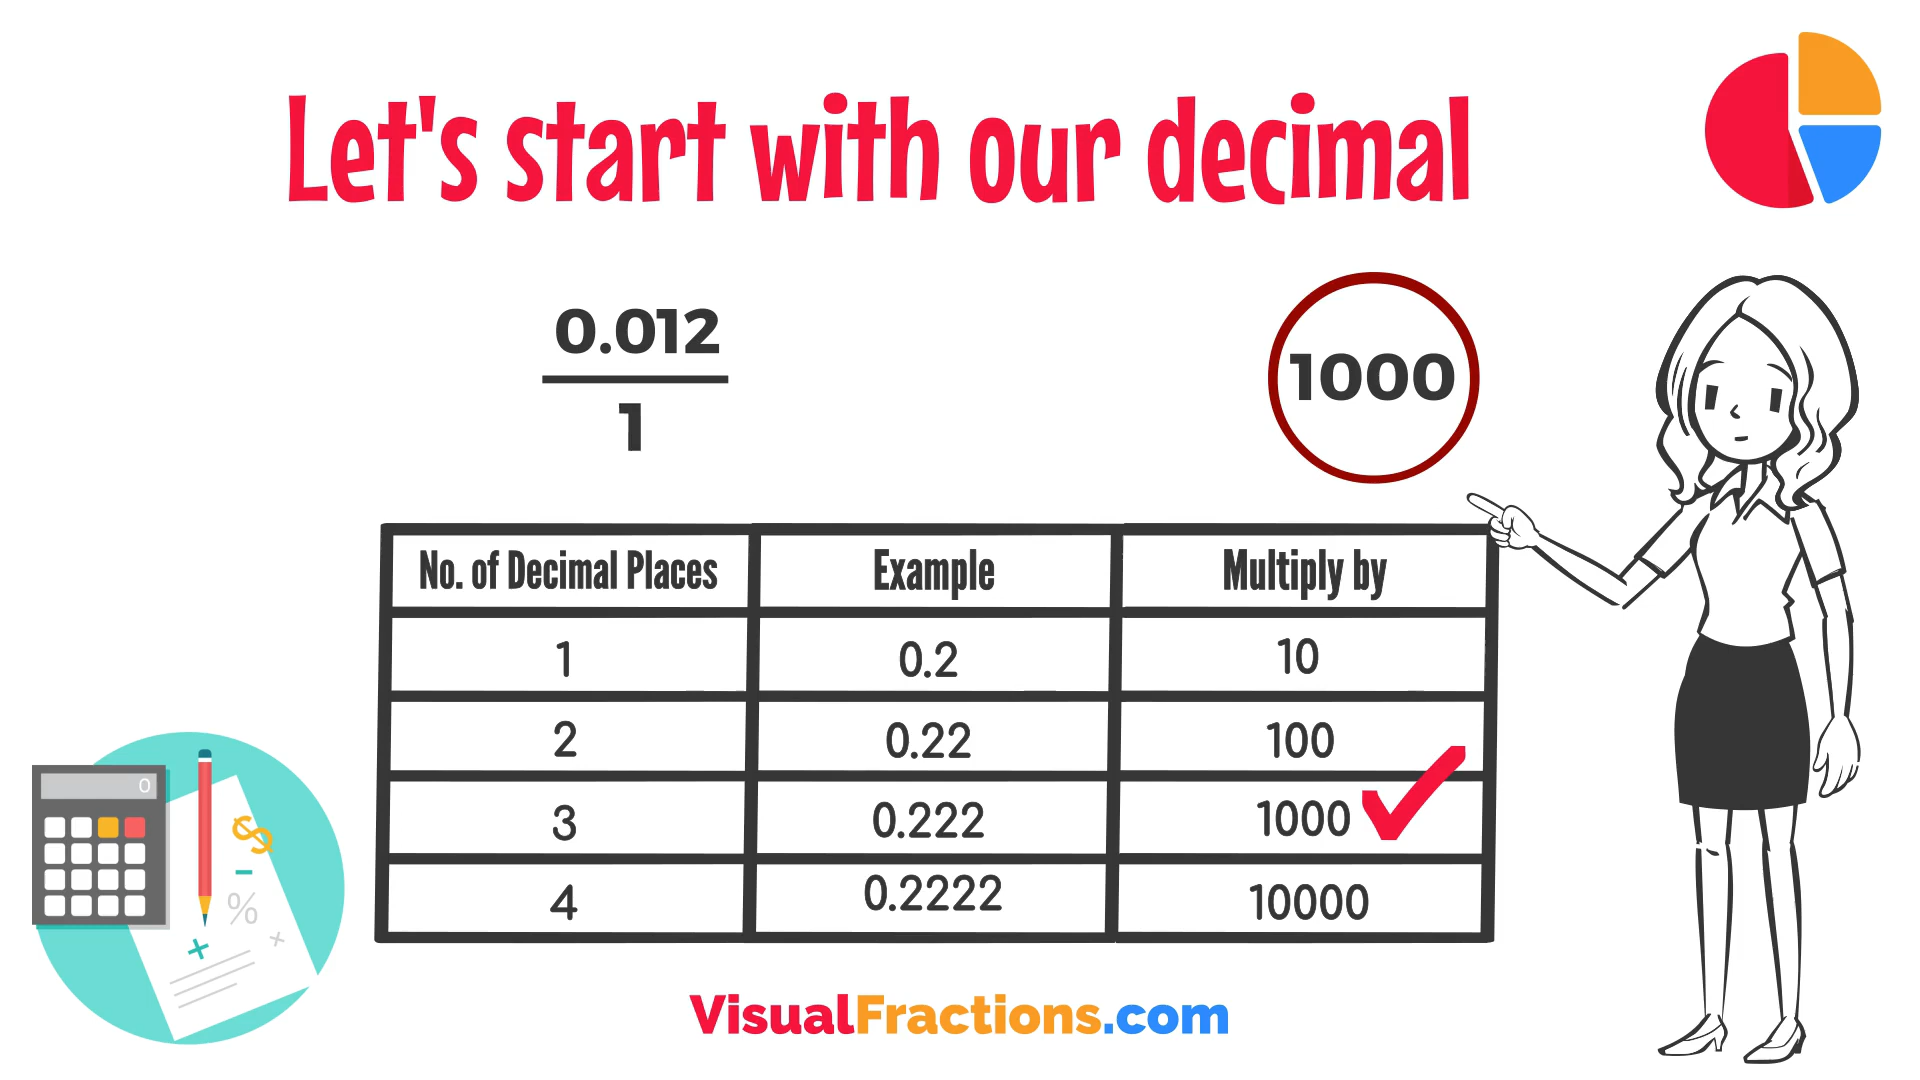 Let's start with our decimal
0.012
1
1000
No. of Decimal Places Example Multiply by
1 0.2 10
2 0.22 100
3 0.222 1000
4 0.2222 10000
0
$
%
VisualFractions.com